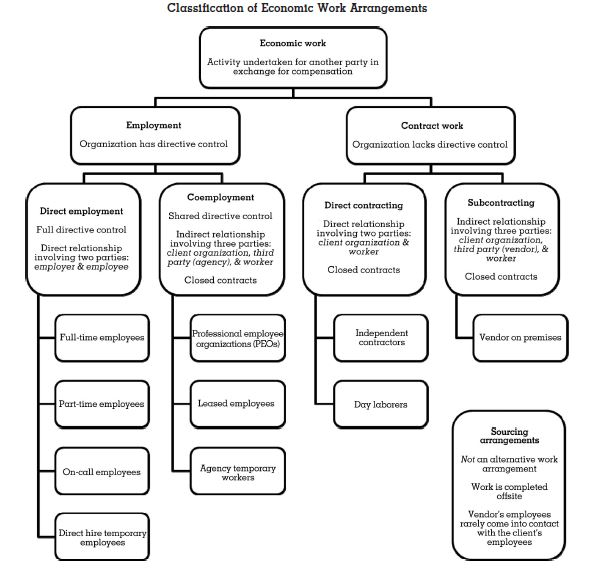 Classification of Economic Work Arrangements
Economic work
Activity undertaken for another party in
exchange for compensation
Employment
Organization has directive control
Contract work
Organization lacks directive control
Direct employment
Full directive control
Direct relationship
involving two parties:
employer & employee
Coemployment
Shared directive control
Indirect relationship
involving three parties:
client organization, third
party (agency), & worker
Closed contracts
Direct contracting
Direct relationship
involving two parties:
client organization &
worker
Closed contracts
Subcontracting
Indirect relationship
involving three parties:
client organization,
third party (vendor), &
worker
Closed contracts
Full-time employees
Part-time employees
On-call employees
Direct hire temporary
employees
Professional employee
organizations (PEOs)
Leased employees
Agency temporary
workers
Independent
contractors
Day laborers
Vendor on premises
Sourcing
arrangements
Not an alternative work
arrangement
Work is completed
offsite
Vendor's employees
rarely come into contact
with the client's
employees